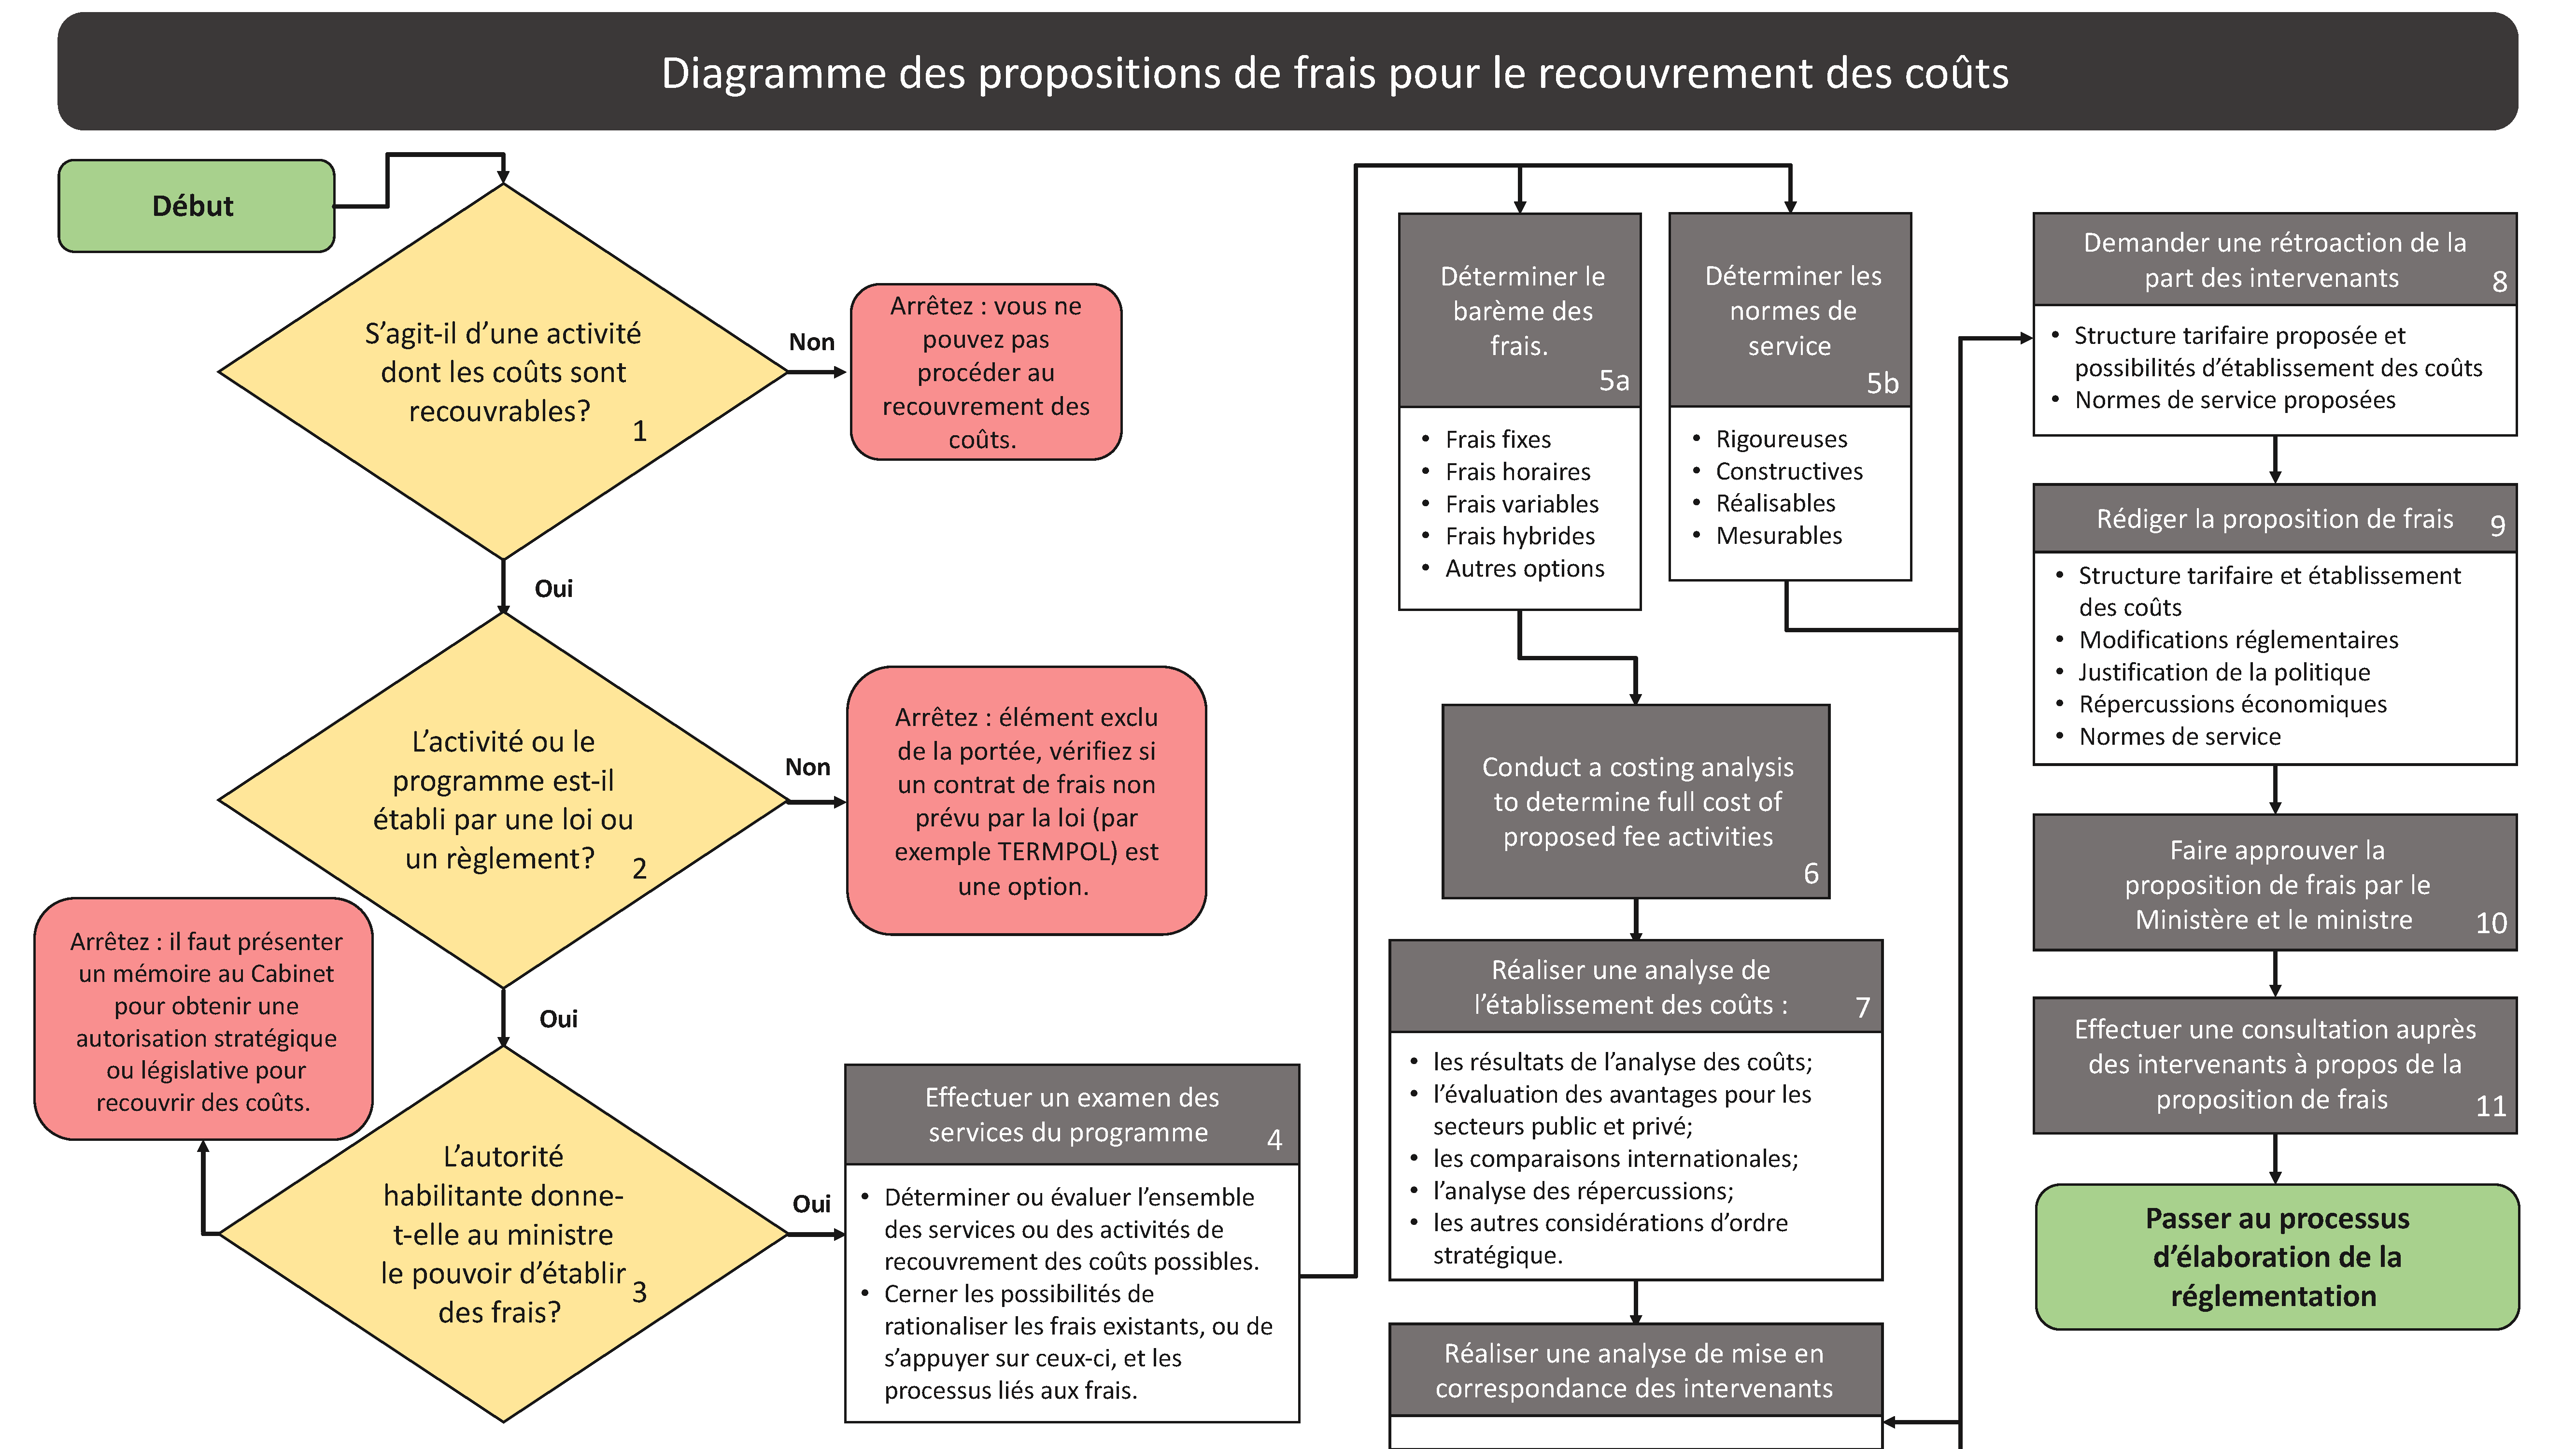 Diagramme des propositions de frais pour le recouvrement des coûts
Début
S’agit-il d’une activité
dont les coûts sont
recouvrables?
1
Non
Arrêtez : vous ne
pouvez pas
procéder au
recouvrement des
coûts.
Oui
L’activité ou le
programme est-il
établi par une loi ou
un règlement?
2
Non
Arrêtez : élément exclu
de la portée, vérifiez si
un contrat de frais non
prévu par la loi (par
exemple TERMPOL) est
une option.
Oui
Arrêtez : il faut présenter
un mémoire au Cabinet
pour obtenir une
autorisation stratégique
ou législative pour
recouvrir des coûts.
L’autorité
habilitante donne-
t-elle au ministre
le pouvoir d’établir
des frais?
3
Oui
Effectuer un examen des
services du programme
4
• Déterminer ou évaluer l’ensemble
des services ou des activités de
recouvrement des coûts possibles.
• Cerner les possibilités de
rationaliser les frais existants, ou de
s’appuyer sur ceux-ci, et les
processus liés aux frais.
Déterminer le
barème des
frais.
5a
• Frais fixes
• Frais horaires
• Frais variables
• Frais hybrides
• Autres options
Déterminer les
normes de
service
5b
• Rigoureuses
• Constructives
• Réalisables
• Mesurables
Conduct a costing analysis
to determine full cost of
proposed fee activities
6
Réaliser une analyse de
l’établissement des coûts :
7
• les résultats de l’analyse des coûts;
• l’évaluation des avantages pour les
secteurs public et privé;
• les comparaisons internationales;
• l’analyse des répercussions;
• les autres considérations d’ordre
stratégique.
Réaliser une analyse de mise en
correspondance des intervenants
Demander une rétroaction de la
part des intervenants
8
• Structure tarifaire proposée et
possibilités d’établissement des coûts
• Normes de service proposées
Rédiger la proposition de frais
9
• Structure tarifaire et établissement
des coûts
• Modifications réglementaires
• Justification de la politique
• Répercussions économiques
• Normes de service
Faire approuver la
proposition de frais par le
Ministère et le ministre
10
Effectuer une consultation auprès
des intervenants à propos de la
proposition de frais
11
Passer au processus
d’élaboration de la
réglementation